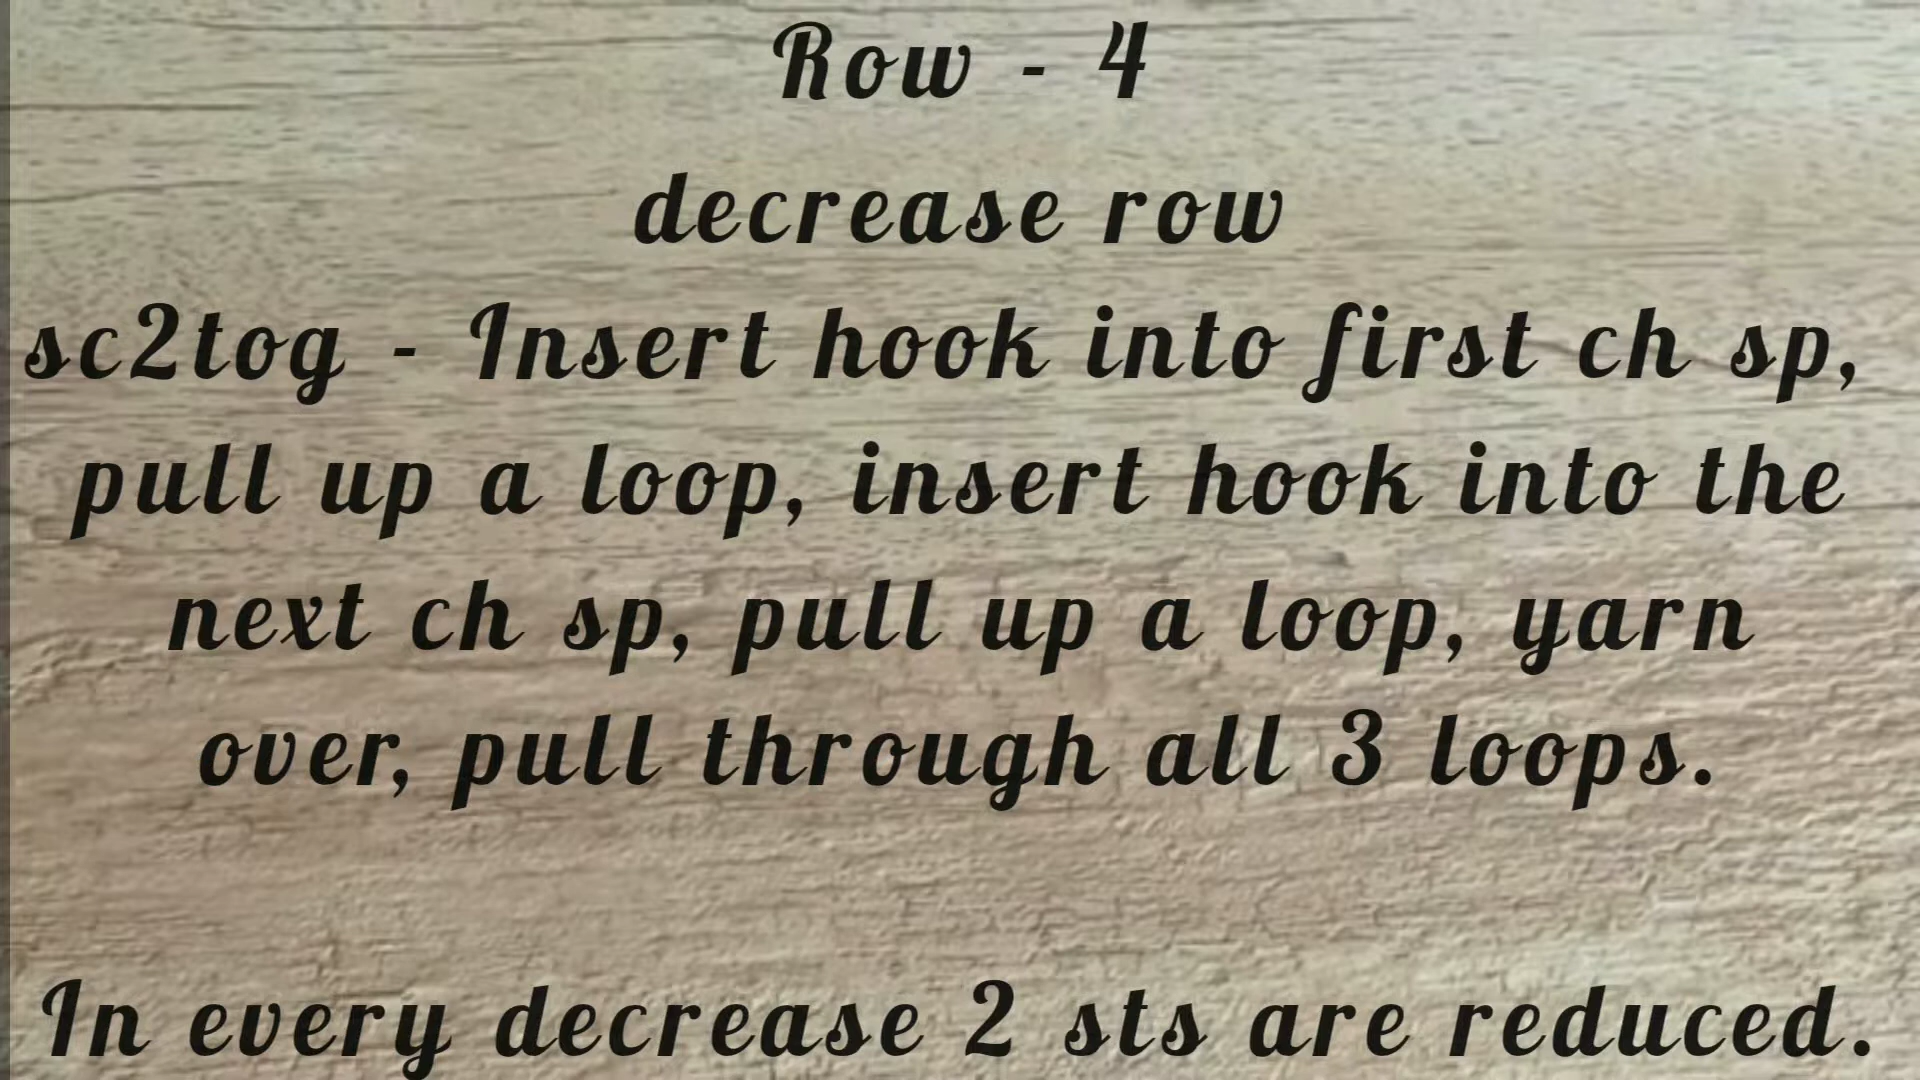 Row - 4
decrease row
sc2tog - Insert hook into first ch sp,
pull up a loop, insert hook into the
next ch sp, pull up a loop, yarn
over, pull through all 3 loops.
In every decrease 2 sts are reduced.